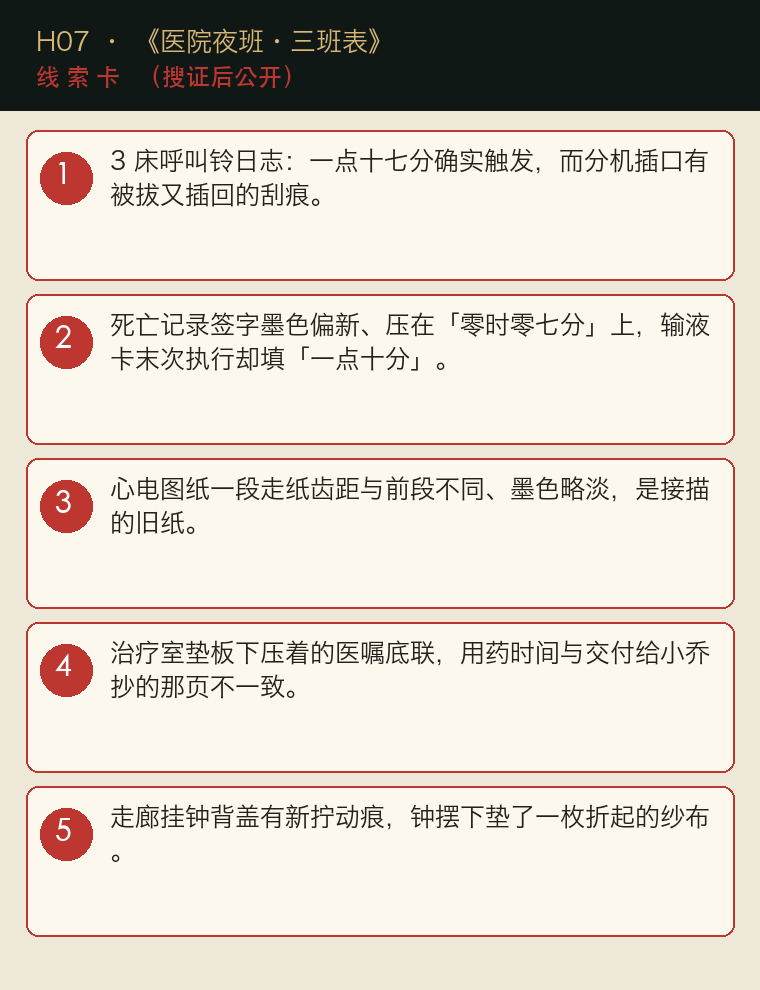 H07 · 《医院夜班·三班表》
线索卡 （搜证后公开）
1
3 床呼叫铃日志：一点十七分确实触发，而分机插口有
被拔又插回的刮痕。
2
死亡记录签字墨色偏新、压在「零时零七分」上，输液
卡末次执行却填「一点十分」。
3
心电图纸一段走纸齿距与前段不同、墨色略淡，是接描
的旧纸。
4
治疗室垫板下压着的医嘱底联，用药时间与交付给小乔
抄的那页不一致。
5
走廊挂钟背盖有新拧动痕，钟摆下垫了一枚折起的纱布
。